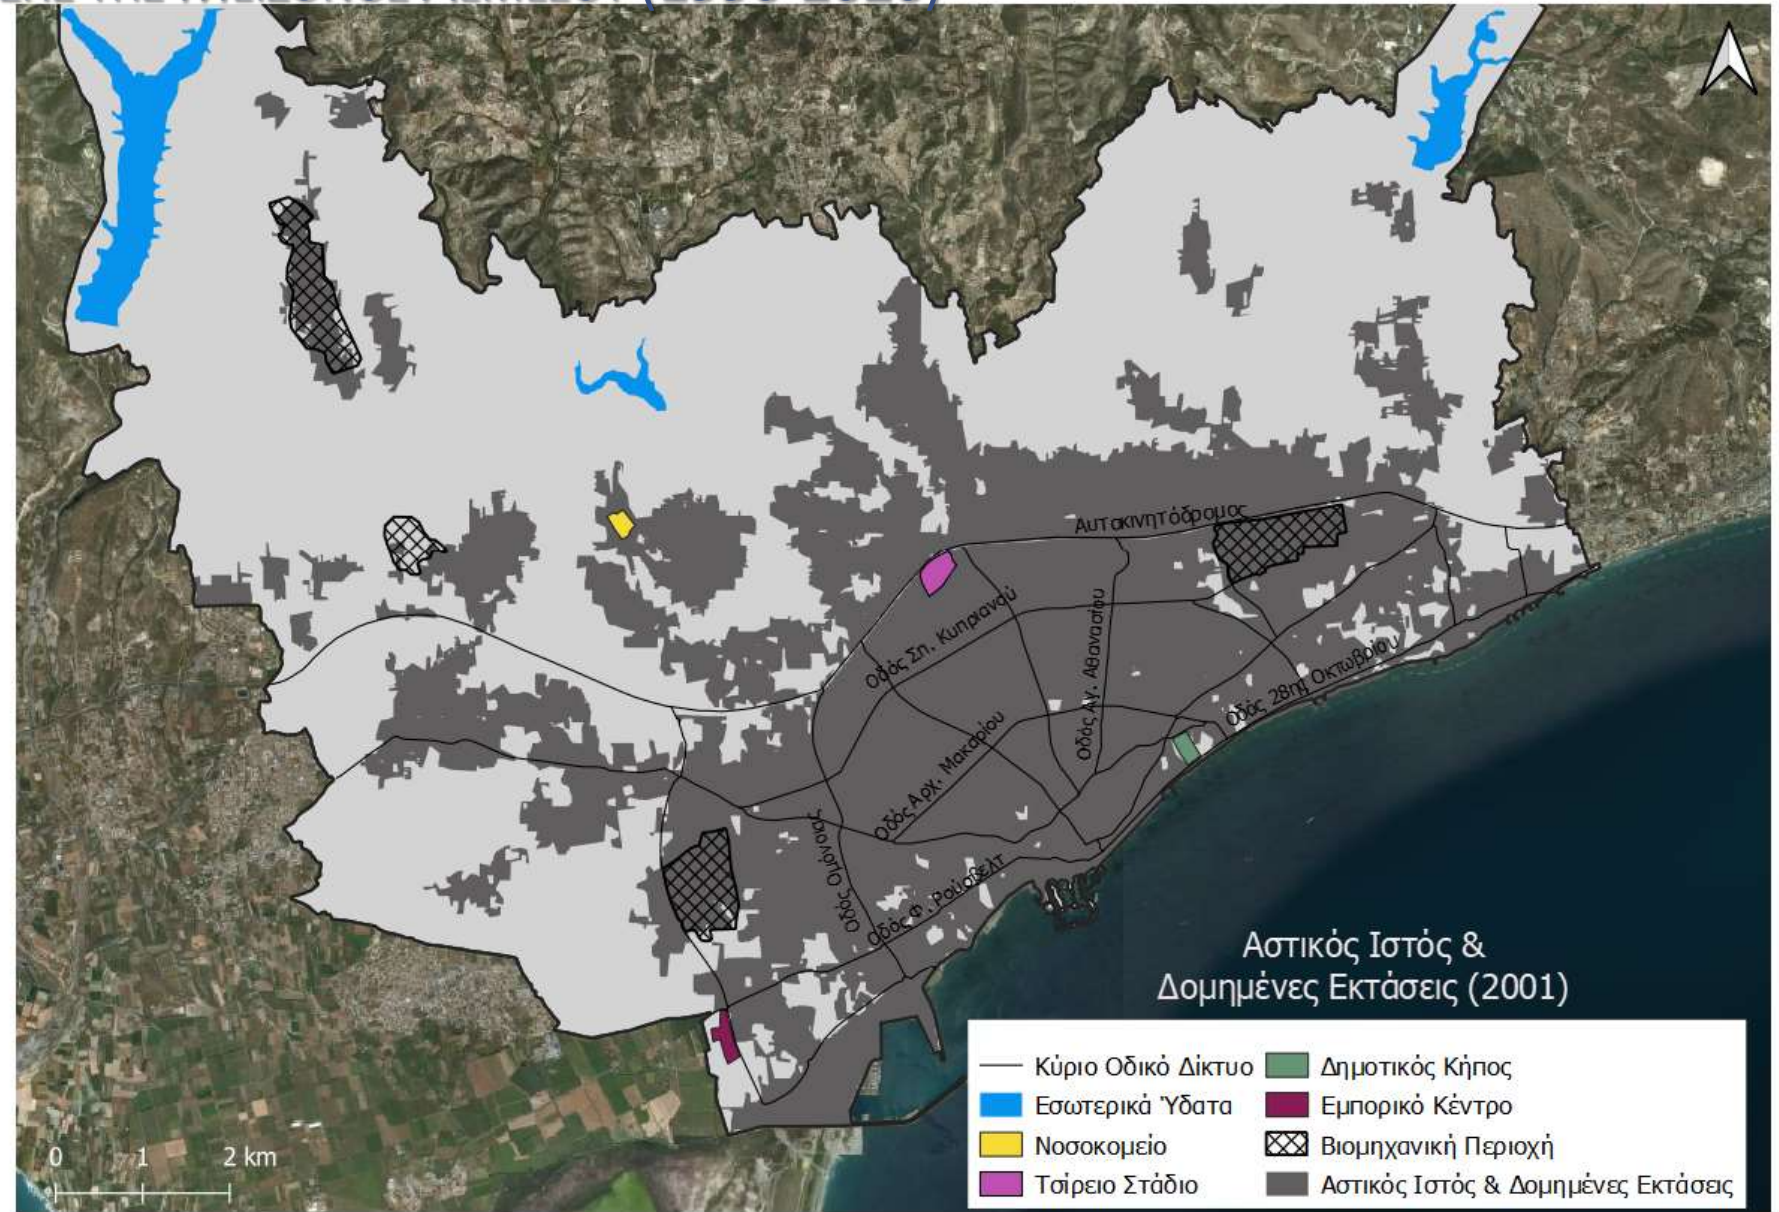 (
Αυτοκινητόδρομος
Οδός Σπ. Κυπριανού
Οδός Αγ. Αθανασίου
Οδός 28ης Οκτωβρίου
Οδός Αρχ. Μακαρίου
Οδός Ομόνοιας
Οδός Φ. Ρούσβελτ
Αστικός Ιστός &
Δομημένες Εκτάσεις (2001)
Κύριο Οδικό Δίκτυο
Δημοτικός Κήπος
Εσωτερικά Ύδατα
Εμπορικό Κέντρο
Νοσοκομείο
Βιομηχανική Περιοχή
Τσίρειο Στάδιο
Αστικός Ιστός & Δομημένες Εκτάσεις
0 1 2 km